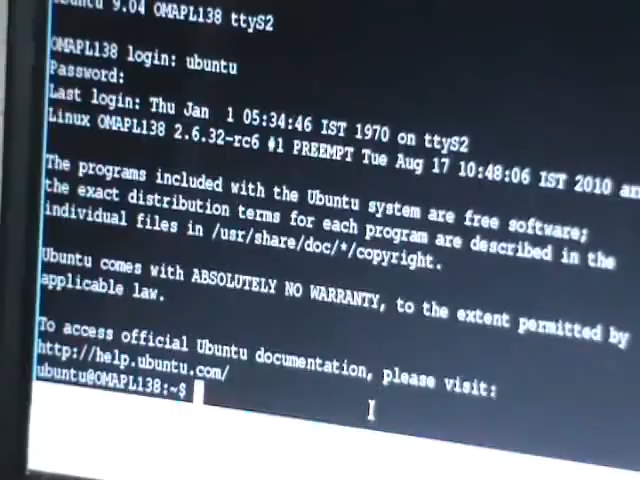 Ubuntu 9.04 OMAPL138 ttyS2
OMAPL138 login: ubuntu
Password:
Last login: Thu Jan 1 05:34:46 IST 1970 on ttyS2
Linux OMAPL138 2.6.32-rc6 #1 PREEMPT Tue Aug 17 10:48:06 IST 2010
The programs included with the Ubuntu system are free software;
the exact distribution terms for each program are described in the
individual files in /usr/share/doc/*/copyright.
Ubuntu comes with ABSOLUTELY NO WARRANTY, to the extent permitted by
applicable law.
To access official Ubuntu documentation, please visit:
http://help.ubuntu.com/
ubuntu@OMAPL138:~$